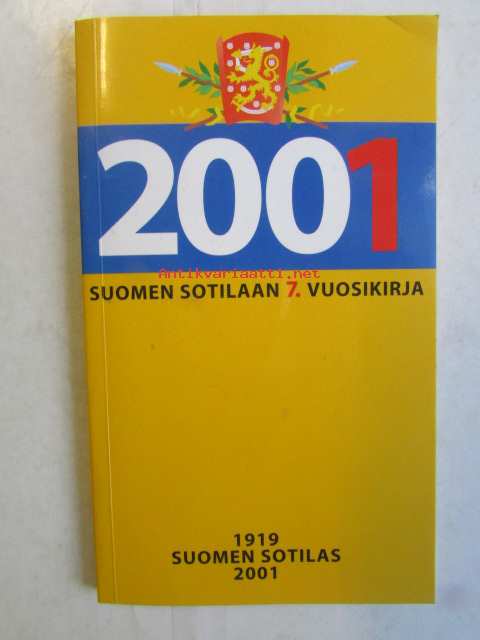 2001
Antikvariaatti.net
SUOMEN SOTILAAN 7. VUOSIKIRJA
1919
SUOMEN SOTILAS
2001